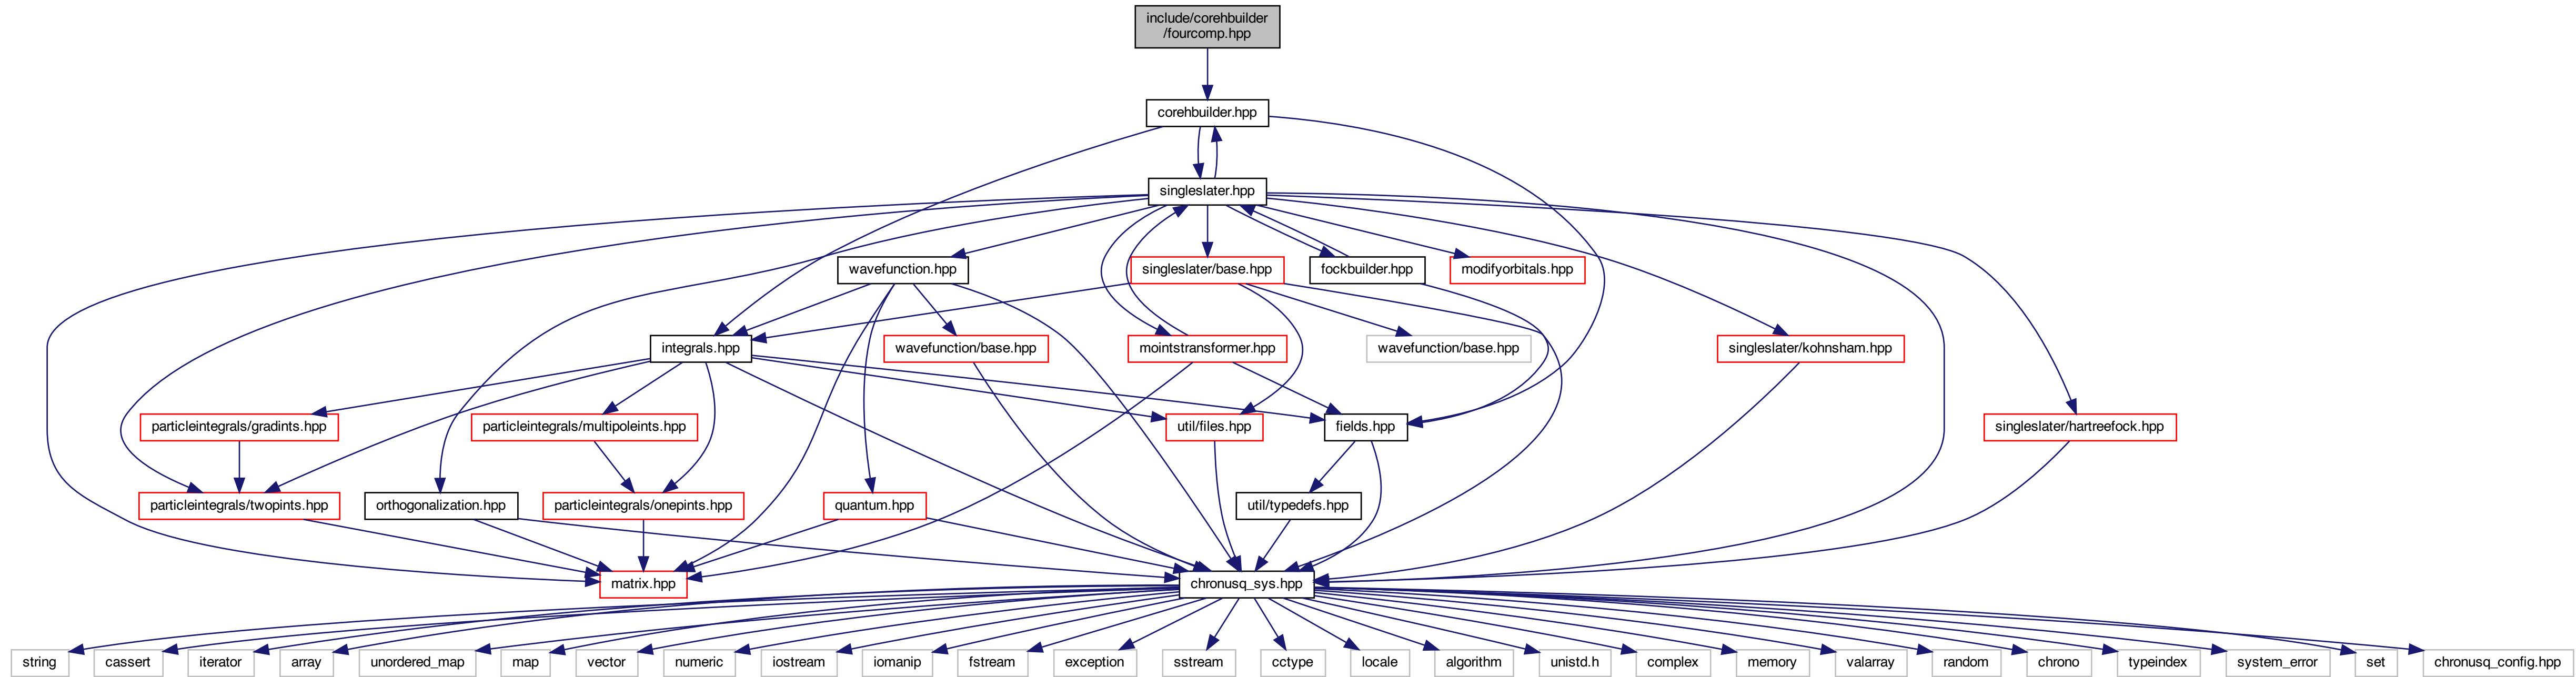 include/corehbuilder
/fourcomp.hpp
corehbuilder.hpp
singleslater.hpp
wavefunction.hpp
singleslater/base.hpp
fockbuilder.hpp
modifyorbitals.hpp
integrals.hpp
wavefunction/base.hpp
mointstransformer.hpp
wavefunction/base.hpp
singleslater/kohnsham.hpp
particleintegrals/gradints.hpp
particleintegrals/multipoleints.hpp
util/files.hpp
fields.hpp
singleslater/hartreefock.hpp
particleintegrals/twopints.hpp
orthogonalization.hpp
particleintegrals/onepints.hpp
quantum.hpp
util/typedefs.hpp
matrix.hpp
chronusq_sys.hpp
string
cassert
iterator
array
unordered_map
map
vector
numeric
iostream
iomanip
fstream
exception
sstream
cctype
locale
algorithm
unistd.h
complex
memory
valarray
random
chrono
typeindex
system_error
set
chronusq_config.hpp